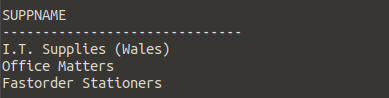 SUPPNAME
------------------------------
I.T. Supplies (Wales)
Office Matters
Fastorder Stationers